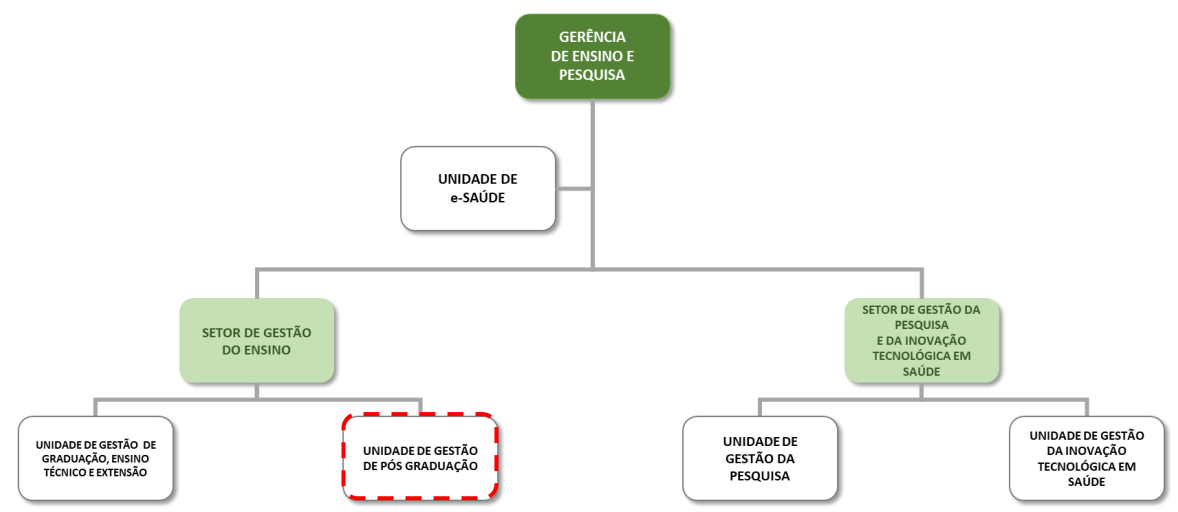 GERÊNCIA
DE ENSINO E
PESQUISA
UNIDADE DE
e-SAÚDE
SETOR DE GESTÃO
DO ENSINO
SETOR DE GESTÃO DA
PESQUISA
E DA INOVAÇÃO
TECNOLÓGICA EM
SAÚDE
UNIDADE DE GESTÃO DE
GRADUAÇÃO, ENSINO
TÉCNICO E EXTENSÃO
UNIDADE DE GESTÃO
DE PÓS GRADUAÇÃO
UNIDADE DE
GESTÃO DA
PESQUISA
UNIDADE DE GESTÃO
DA INOVAÇÃO
TECNOLÓGICA EM
SAÚDE